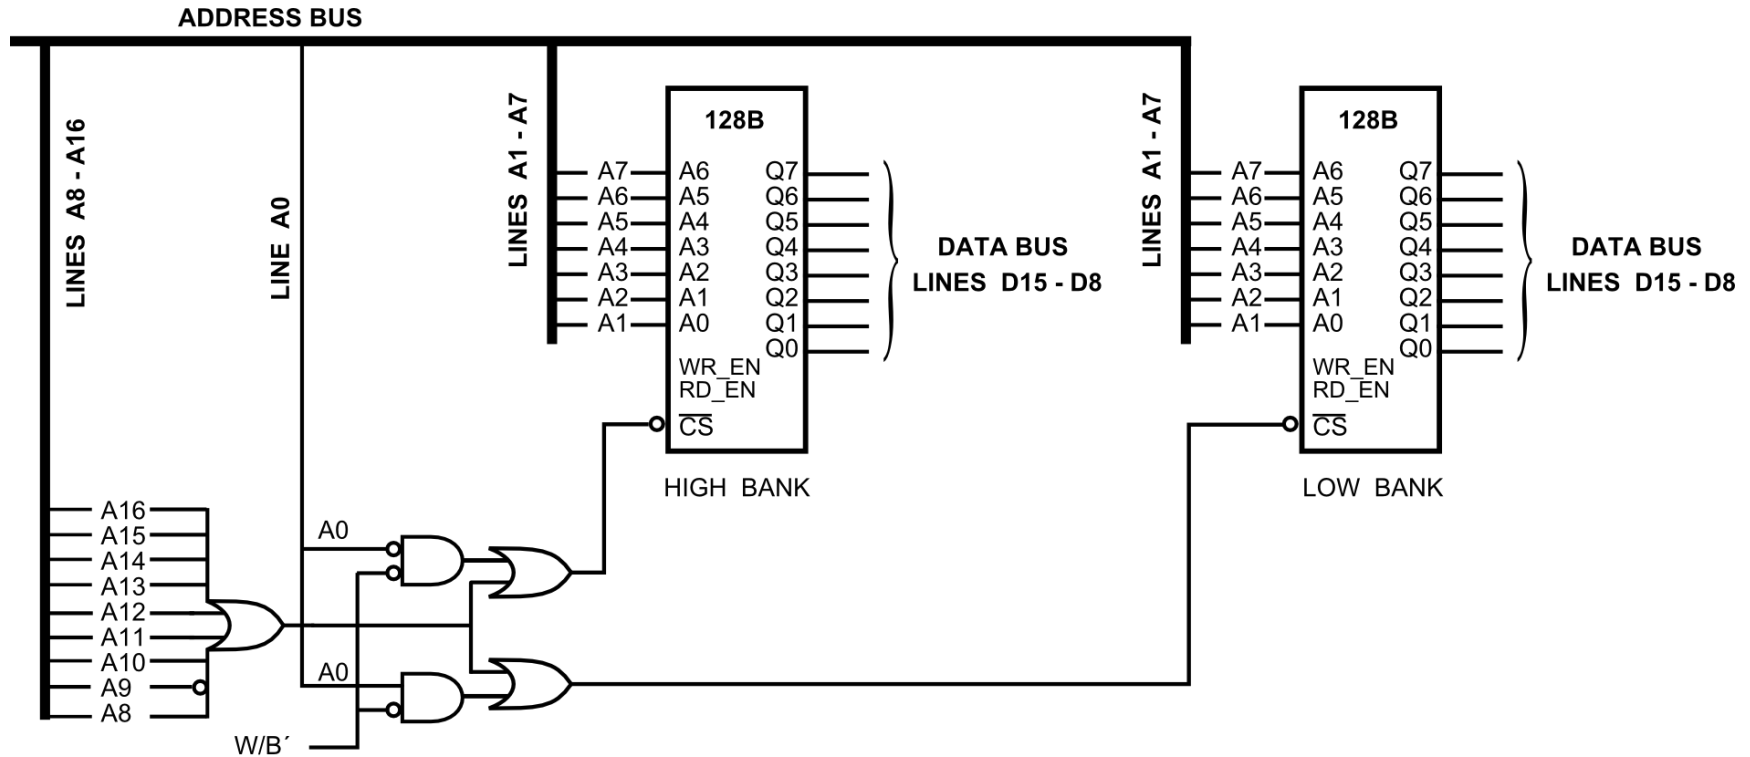 ADDRESS BUS
LINES A8 - A16
LINE A0
LINES A1 - A7
128B
A7 A6 Q7
A6 A5 Q6
A5 A4 Q5
A4 A3 Q4
A3 A2 Q3
A2 A1 Q2
A1 A0 Q1
Q0
WR_EN
RD_EN
CS
HIGH BANK
DATA BUS
LINES D15 - D8
LINES A1 - A7
128B
A7 A6 Q7
A6 A5 Q6
A5 A4 Q5
A4 A3 Q4
A3 A2 Q3
A2 A1 Q2
A1 A0 Q1
Q0
WR_EN
RD_EN
CS
LOW BANK
DATA BUS
LINES D15 - D8
A16
A15
A14
A13
A12
A11
A10
A9
A8
A0
A0
W/B´